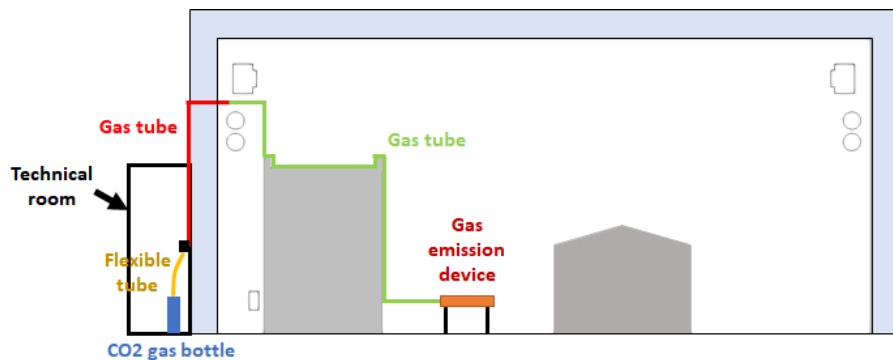 Gas tube
Gas tube
Technical
room
Gas
emission
device
Flexible
tube
CO2 gas bottle